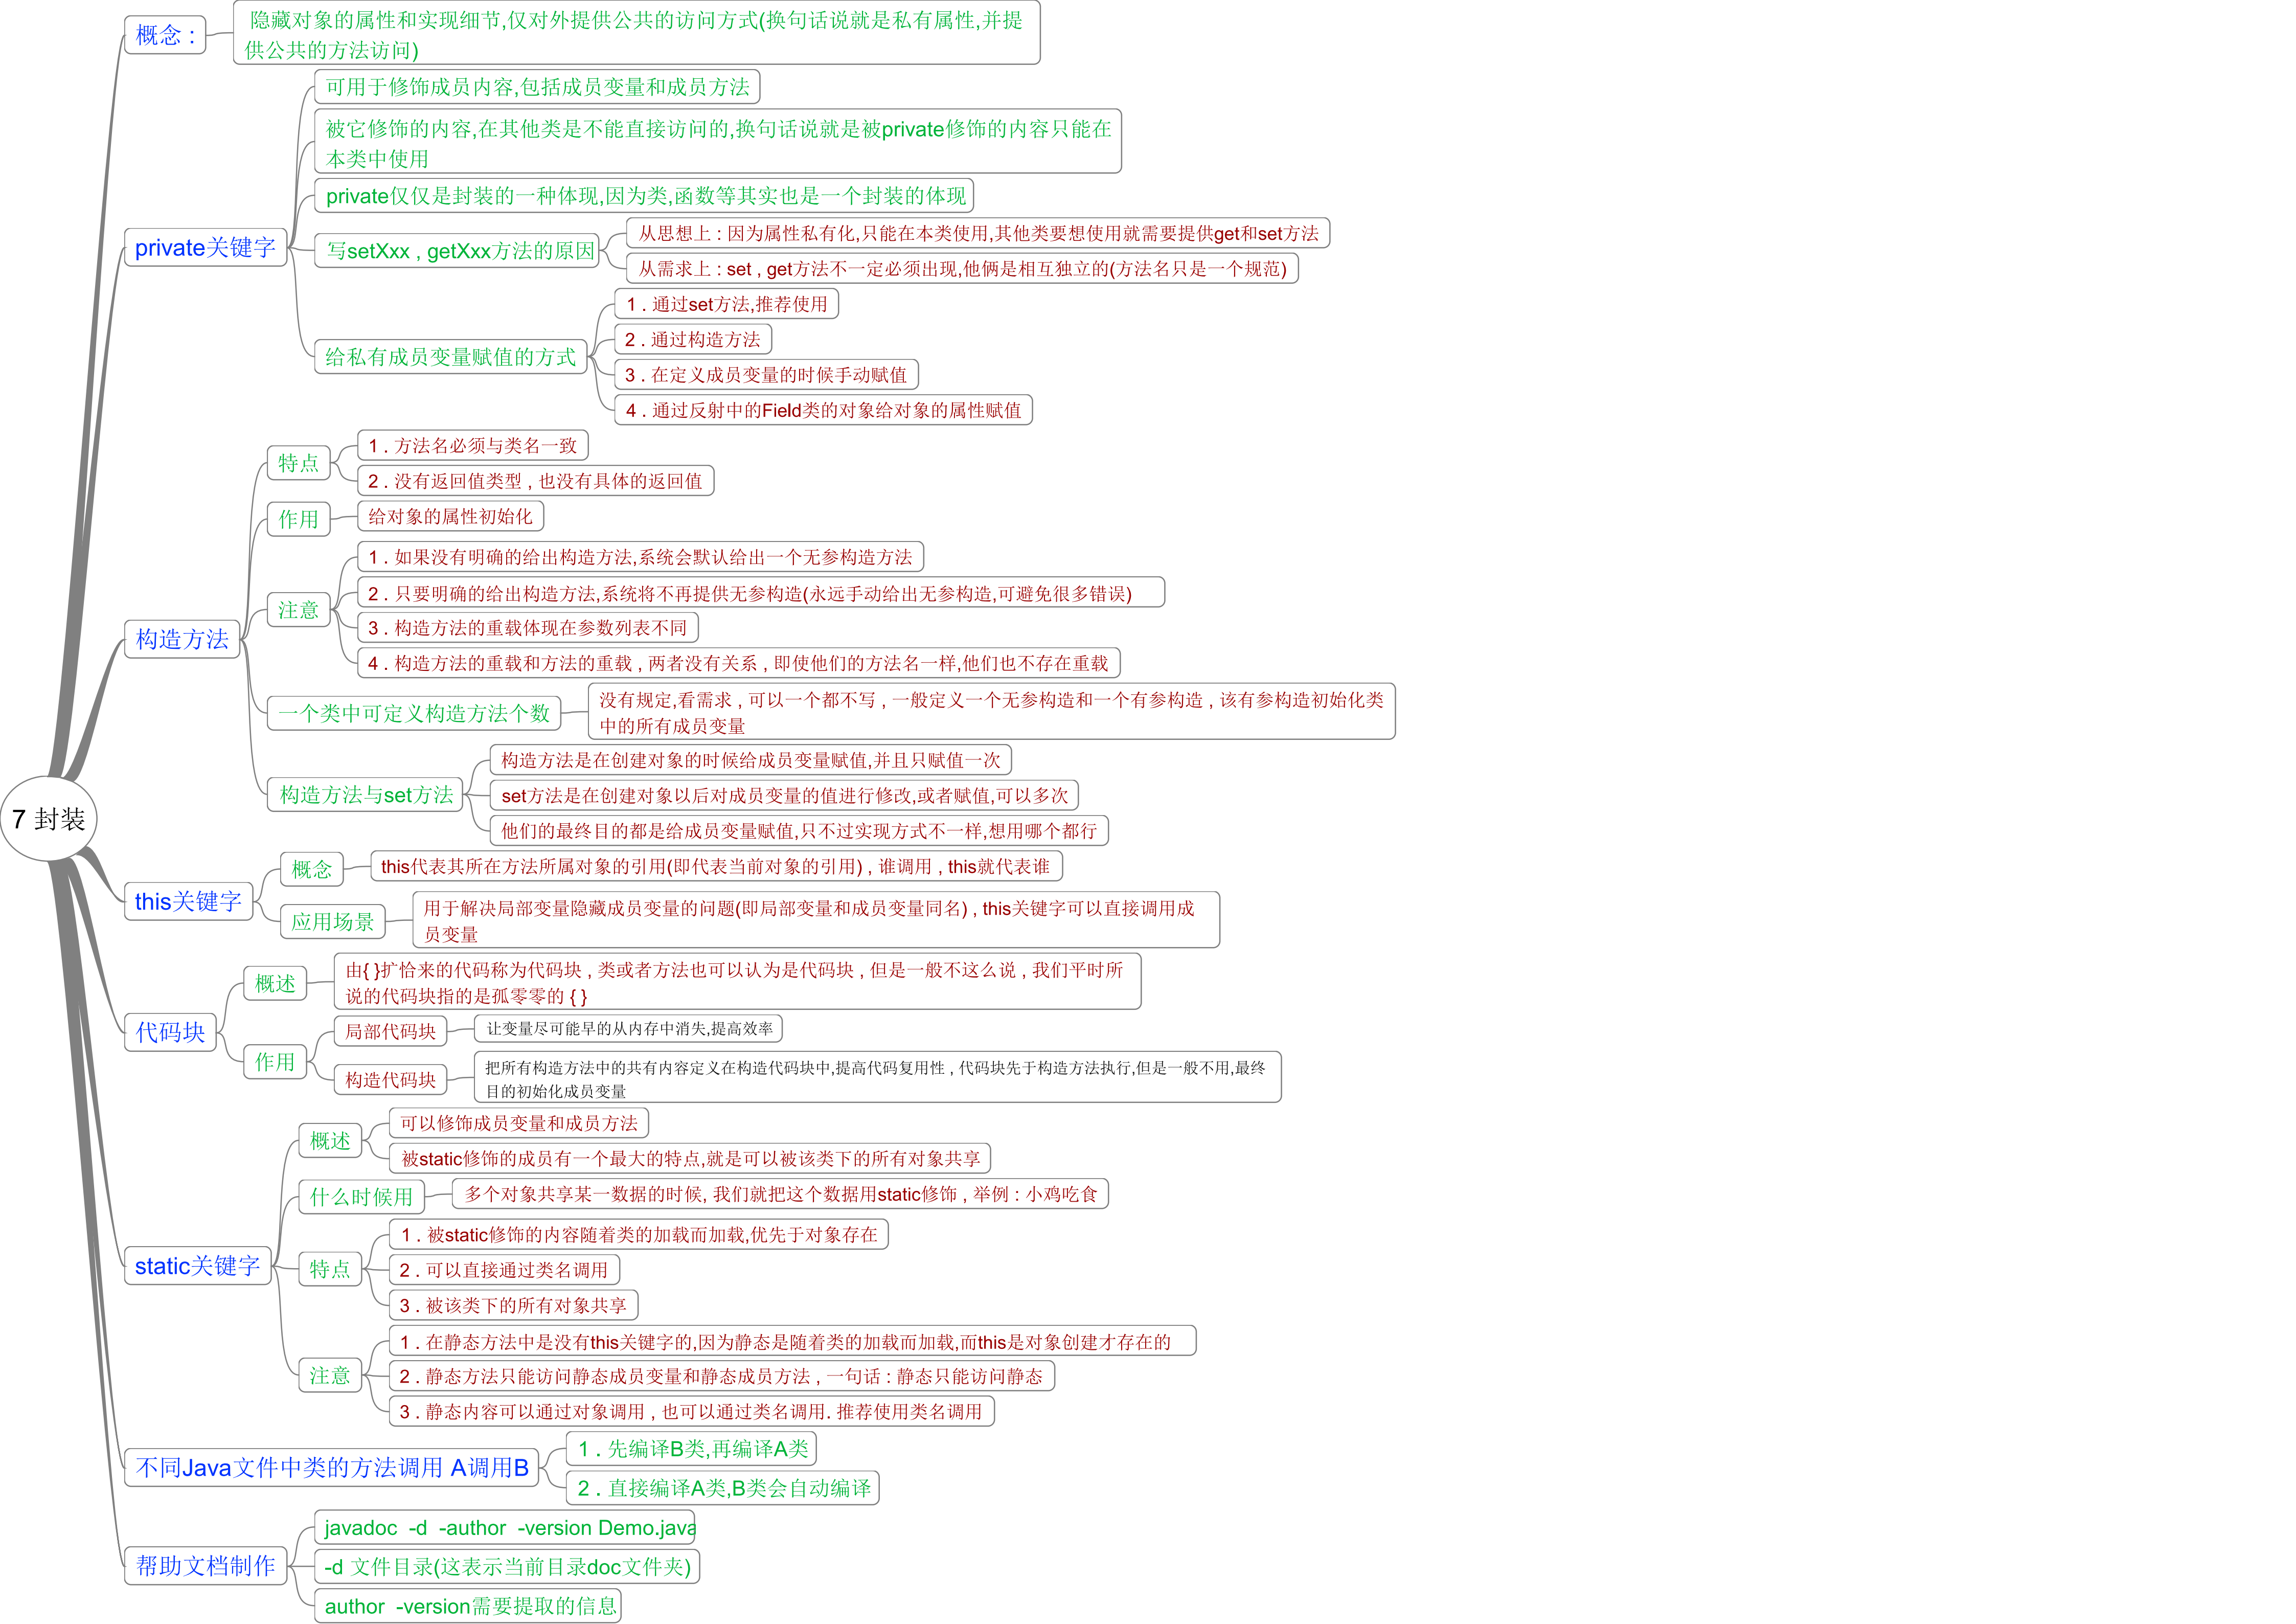 7 封装
概念 :
隐藏对象的属性和实现细节,仅对外提供公共的访问方式(换句话说就是私有属性,并提
供公共的方法访问)
private关键字
可用于修饰成员内容,包括成员变量和成员方法
被它修饰的内容,在其他类是不能直接访问的,换句话说就是被private修饰的内容只能在
本类中使用
private仅仅是封装的一种体现,因为类,函数等其实也是一个封装的体现
写setXxx , getXxx方法的原因
从思想上 : 因为属性私有化,只能在本类使用,其他类要想使用就需要提供get和set方法
从需求上 : set , get方法不一定必须出现,他俩是相互独立的(方法名只是一个规范)
给私有成员变量赋值的方式
1 . 通过set方法,推荐使用
2 . 通过构造方法
3 . 在定义成员变量的时候手动赋值
4 . 通过反射中的Field类的对象给对象的属性赋值
构造方法
特点
1 . 方法名必须与类名一致
2 . 没有返回值类型 , 也没有具体的返回值
作用
给对象的属性初始化
注意
1 . 如果没有明确的给出构造方法,系统会默认给出一个无参构造方法
2 . 只要明确的给出构造方法,系统将不再提供无参构造(永远手动给出无参构造,可避免很多错误)
3 . 构造方法的重载体现在参数列表不同
4 . 构造方法的重载和方法的重载 , 两者没有关系 , 即使他们的方法名一样,他们也不存在重载
一个类中可定义构造方法个数
没有规定,看需求 , 可以一个都不写 , 一般定义一个无参构造和一个有参构造 , 该有参构造初始化类
中的所有成员变量
构造方法与set方法
构造方法是在创建对象的时候给成员变量赋值,并且只赋值一次
set方法是在创建对象以后对成员变量的值进行修改,或者赋值,可以多次
他们的最终目的都是给成员变量赋值,只不过实现方式不一样,想用哪个都行
this关键字
概念
this代表其所在方法所属对象的引用(即代表当前对象的引用) , 谁调用 , this就代表谁
应用场景
用于解决局部变量隐藏成员变量的问题(即局部变量和成员变量同名) , this关键字可以直接调用成
员变量
代码块
概述
由{ }扩恰来的代码称为代码块 , 类或者方法也可以认为是代码块 , 但是一般不这么说 , 我们平时所
说的代码块指的是孤零零的 { }
作用
局部代码块
让变量尽可能早的从内存中消失,提高效率
构造代码块
把所有构造方法中的共有内容定义在构造代码块中,提高代码复用性 , 代码块先于构造方法执行,但是一般不用,最终
目的初始化成员变量
static关键字
概述
可以修饰成员变量和成员方法
被static修饰的成员有一个最大的特点,就是可以被该类下的所有对象共享
什么时候用
多个对象共享某一数据的时候, 我们就把这个数据用static修饰 , 举例 : 小鸡吃食
特点
1 . 被static修饰的内容随着类的加载而加载,优先于对象存在
2 . 可以直接通过类名调用
3 . 被该类下的所有对象共享
注意
1 . 在静态方法中是没有this关键字的,因为静态是随着类的加载而加载,而this是对象创建才存在的
2 . 静态方法只能访问静态成员变量和静态成员方法 , 一句话 : 静态只能访问静态
3 . 静态内容可以通过对象调用 , 也可以通过类名调用. 推荐使用类名调用
不同Java文件中类的方法调用 A调用B
1 . 先编译B类,再编译A类
2 . 直接编译A类,B类会自动编译
帮助文档制作
javadoc -d -author -version Demo.java
-d 文件目录(这表示当前目录doc文件夹)
author -version需要提取的信息